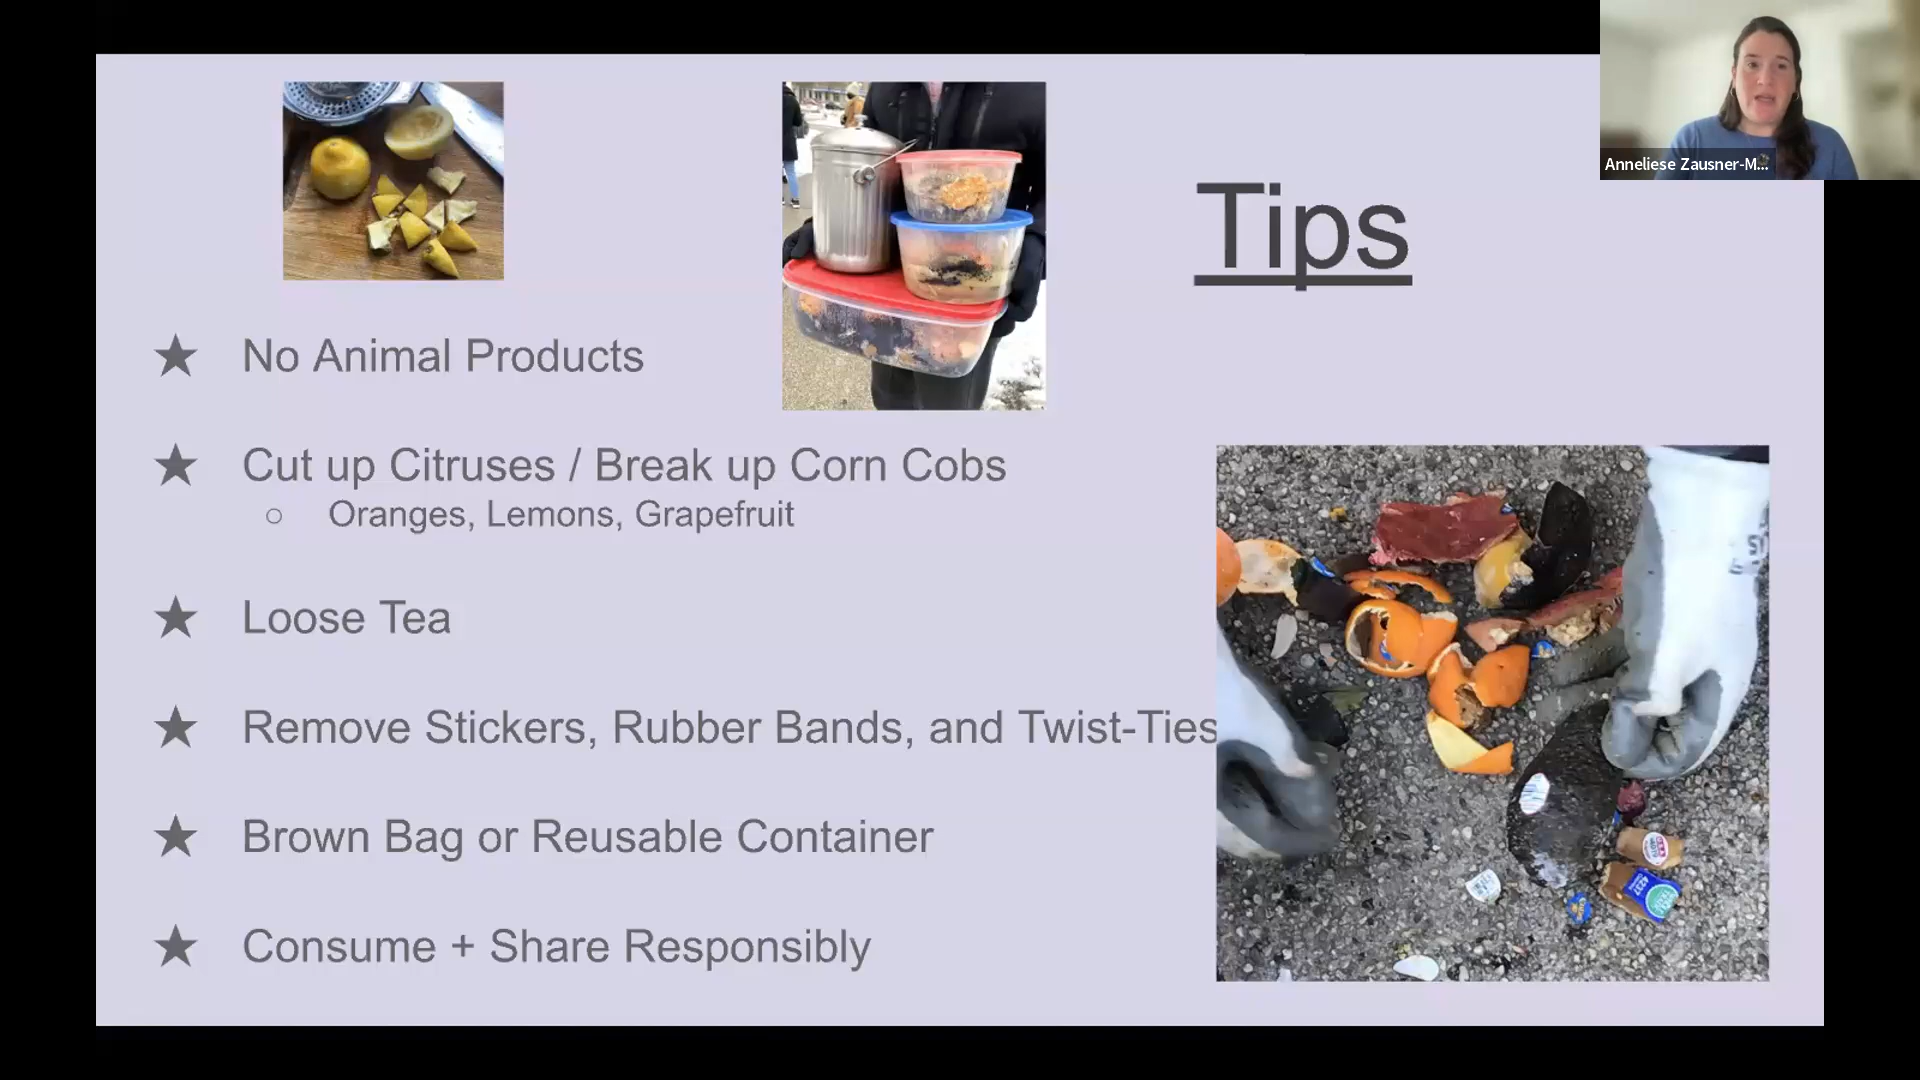 Anneliese Zausner-M...
Tips
★ No Animal Products
★ Cut up Citruses / Break up Corn Cobs
○ Oranges, Lemons, Grapefruit
★ Loose Tea
★ Remove Stickers, Rubber Bands, and Twist-Ties
★ Brown Bag or Reusable Container
★ Consume + Share Responsibly
4237